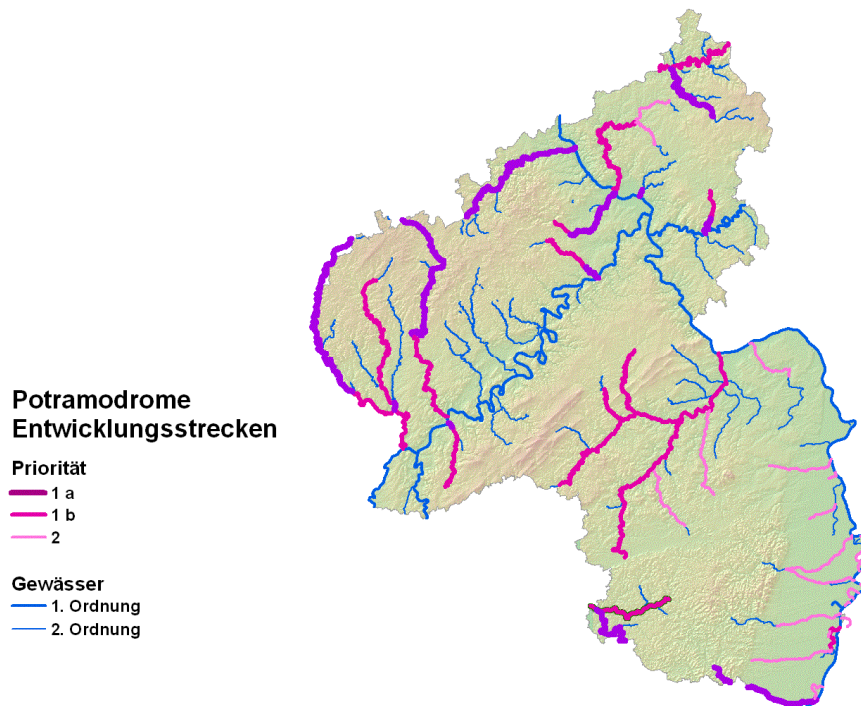 Potramodrome
Entwicklungsstrecken
Priorität
1 a
1 b
2
Gewässer
1. Ordnung
2. Ordnung